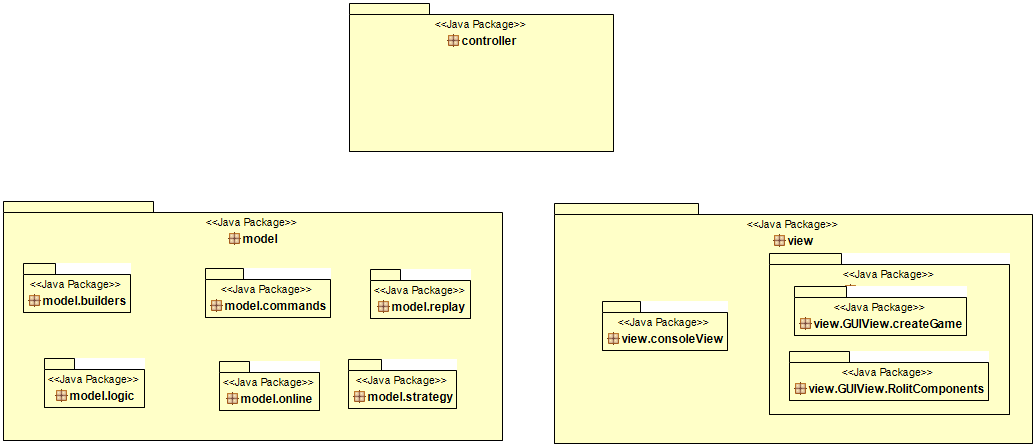 <<Java Package>>
controller
<<Java Package>>
model
<<Java Package>>
model.builders
<<Java Package>>
model.commands
<<Java Package>>
model.replay
<<Java Package>>
model.logic
<<Java Package>>
model.online
<<Java Package>>
model.strategy
<<Java Package>>
view
<<Java Package>>
view.consoleView
<<Java Package>>
<<Java Package>>
view.GUIView.createGame
<<Java Package>>
view.GUIView.RolitComponents